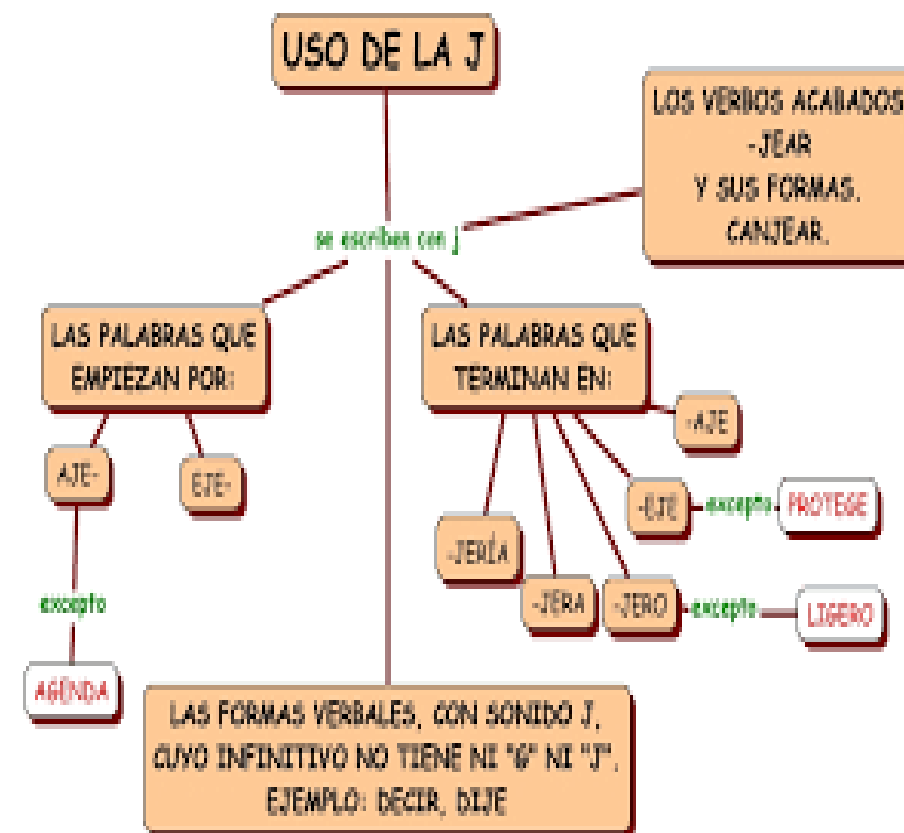 USO DE LA J
LOS VERBOS ACABADOS
-JEAR
Y SUS FORMAS.
CANJEAR.
se escriben con j
LAS PALABRAS QUE
EMPIEZAN POR:
AJE-
EJE-
excepto
AGENDA
LAS PALABRAS QUE
TERMINAN EN:
-AJE
-EJE
excepto
PROTEGE
-JERÍA
-JERA
-JERO
excepto
LIGERO
LAS FORMAS VERBALES, CON SONIDO J,
CUYO INFINITIVO NO TIENE NI "G" NI "J".
EJEMPLO: DECIR, DIJE